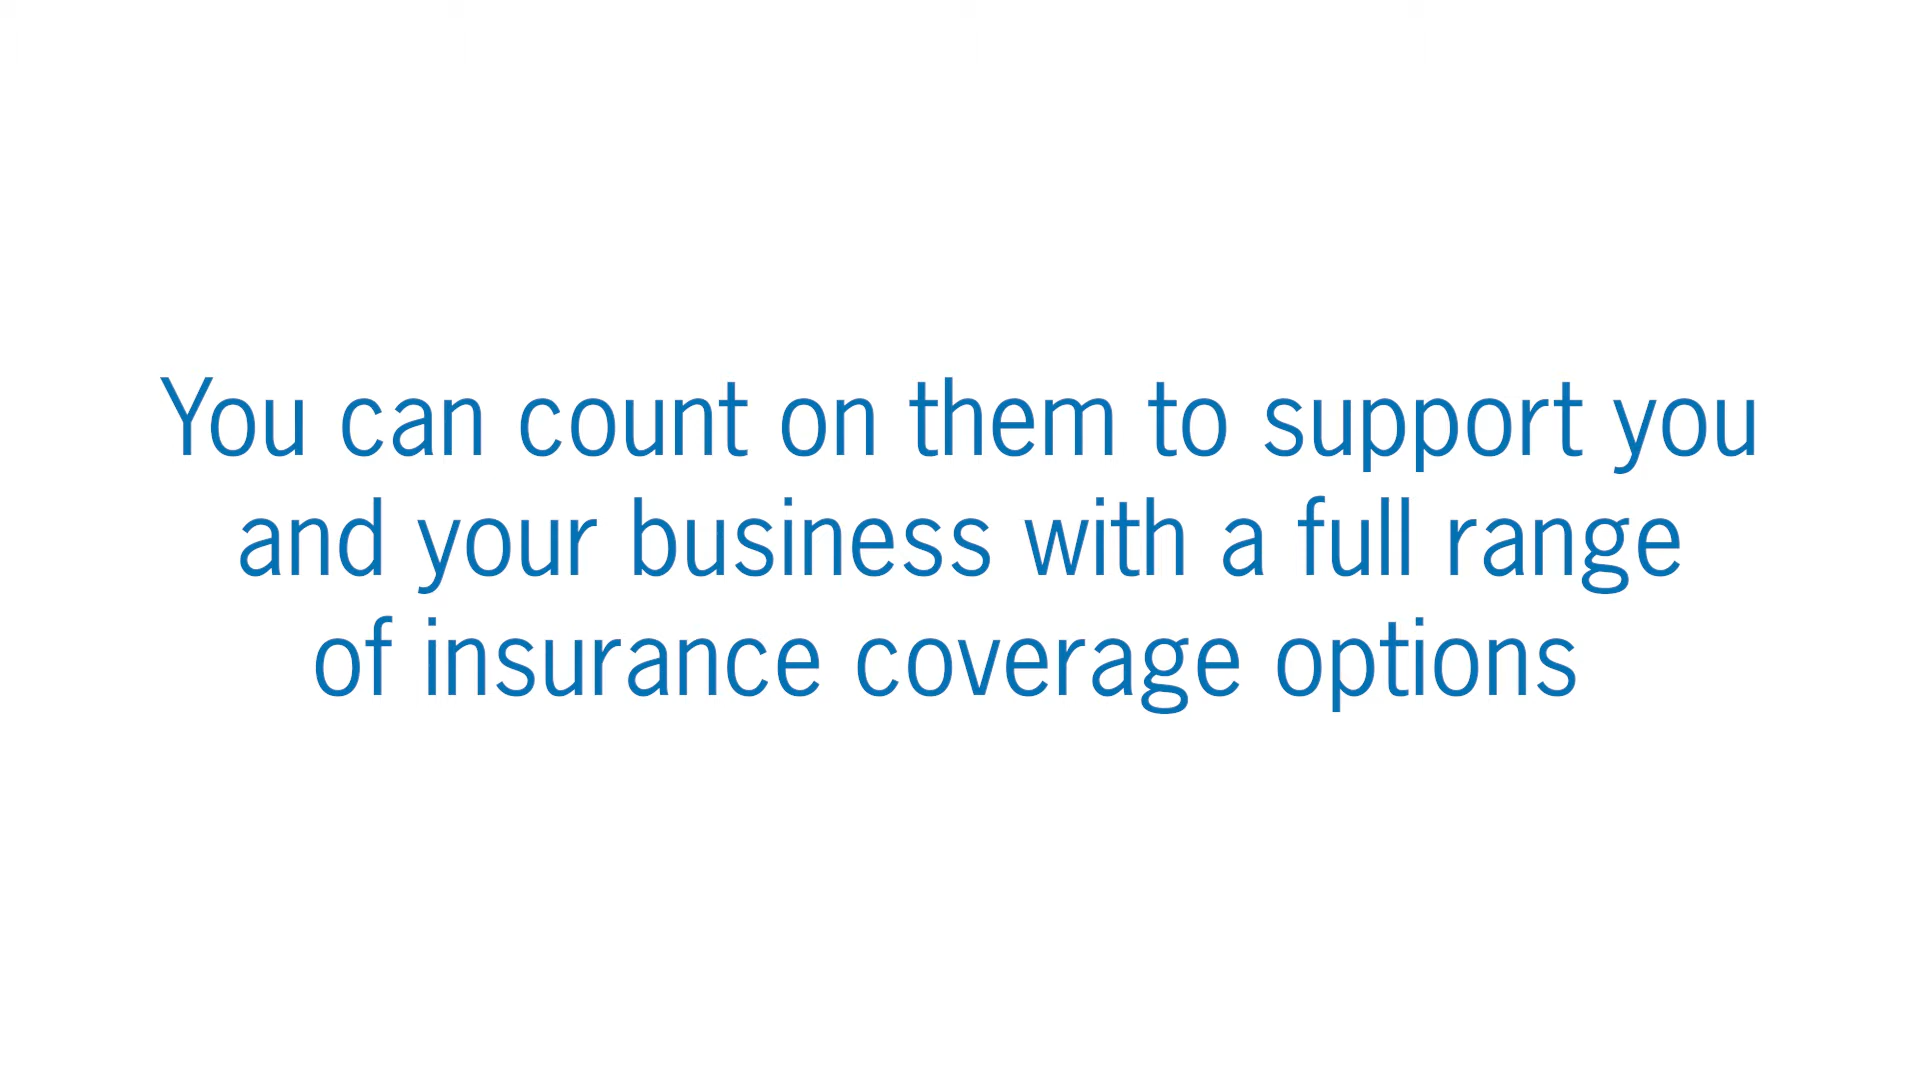 You can count on them to support you
and your business with a full range
of insurance coverage options